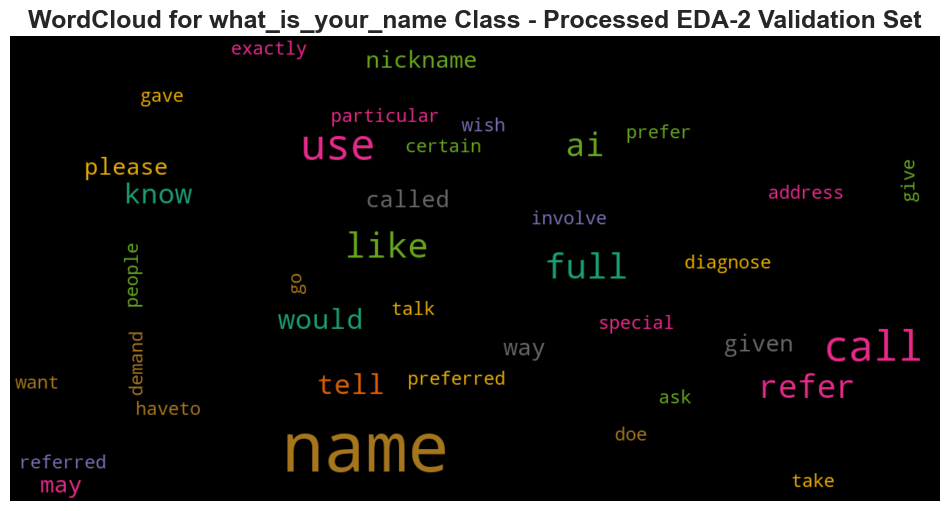 WordCloud for what_is_your_name Class - Processed EDA-2 Validation Set
exactly
nickname
gave
particular
wish
use
certain
ai
prefer
please
know
called
address
give
involve
like
people
full
diagnose
go
talk
would
special
way
given
call
demand
want
tell
preferred
refer
haveto
ask
name
doe
referred
may
take